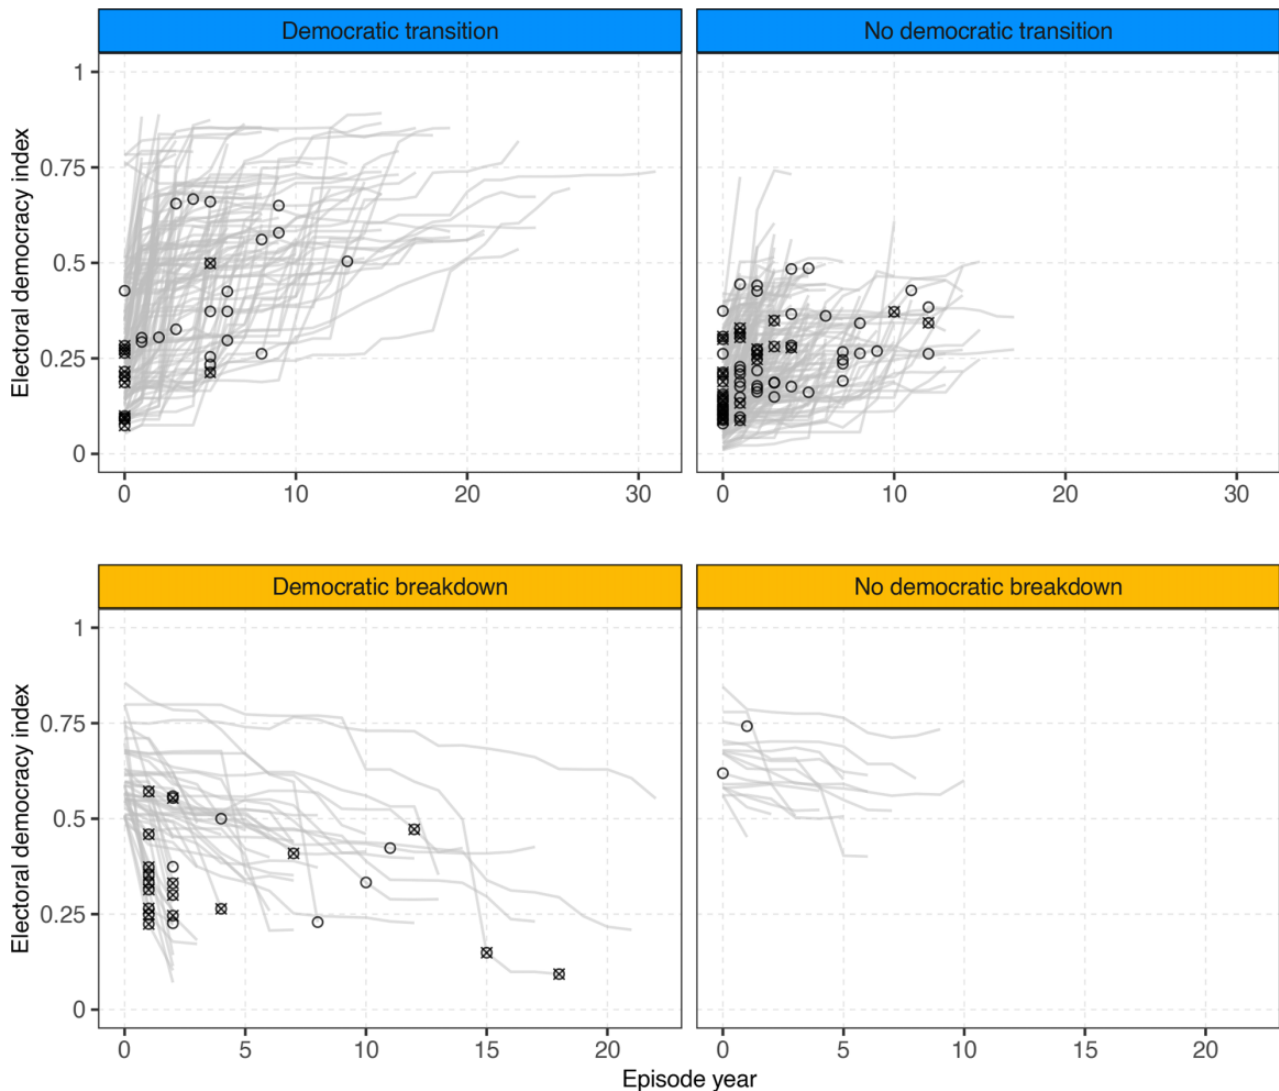 Democratic transition
No democratic transition
Electoral democracy index
1
0.75
0.5
0.25
0
0 10 20 30
0 10 20 30
Democratic breakdown
No democratic breakdown
Electoral democracy index
1
0.75
0.5
0.25
0
0 5 10 15 20
0 5 10 15 20
Episode year